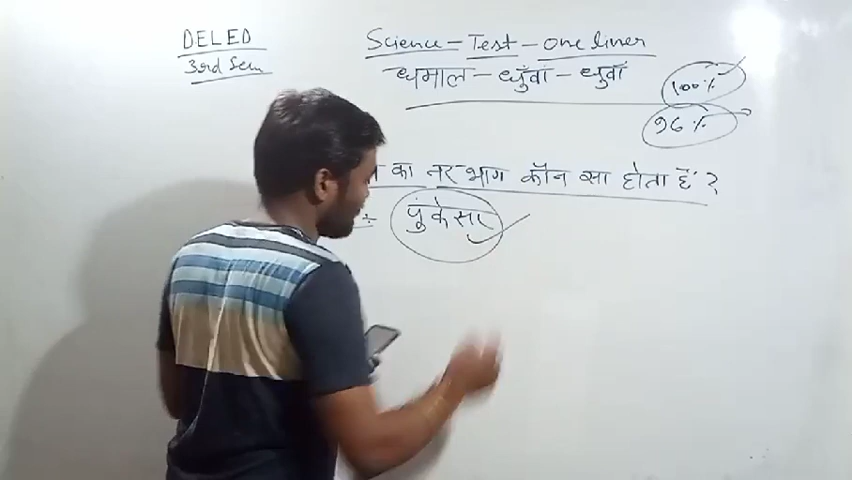 DELED
3rd Sem
Science - Test - One liner
धमाल - धुँवा - धुवाँ
100%
96%
का नर भाग कॉन सा होता हैं ?
पुंकेसर